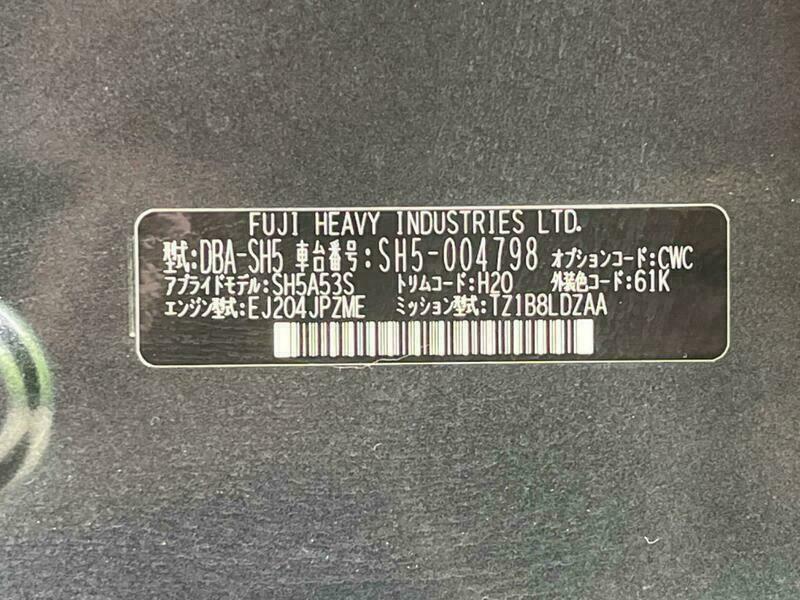 FUJI HEAVY INDUSTRIES LTD.
型式:DBA-SH5 車台番号:SH5-004798 オプションコード:CWC
アプライドモデル:SH5A53S トリムコード:H20 外装色コード:61K
エンジン型式:EJ204JPZME ミッション型式:TZ1B8LDZAA